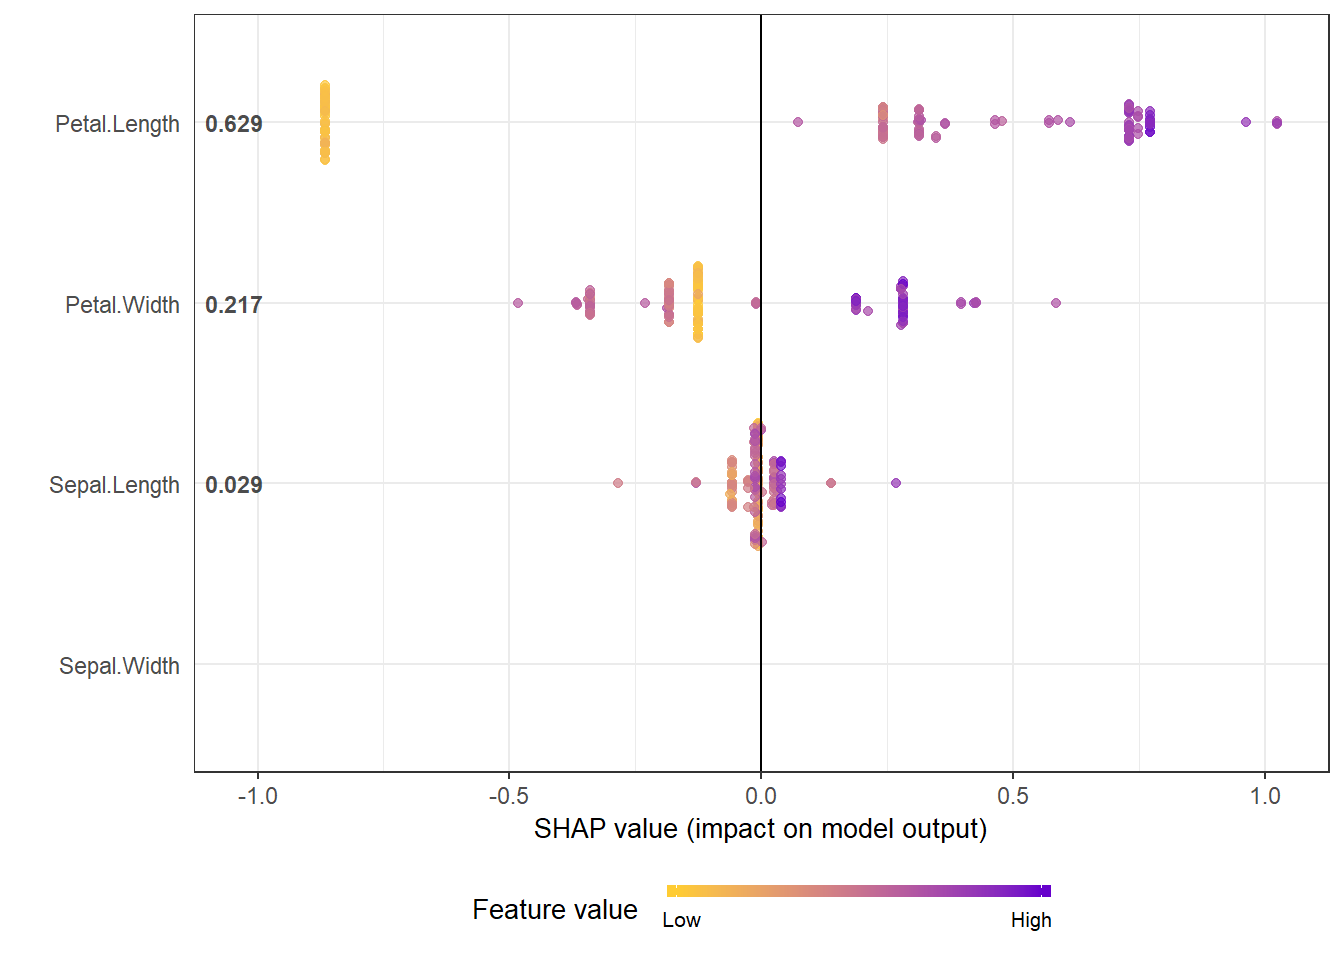 Petal.Length 0.629
Petal.Width 0.217
Sepal.Length 0.029
Sepal.Width
-1.0 -0.5 0.0 0.5 1.0
SHAP value (impact on model output)
Feature value
Low High